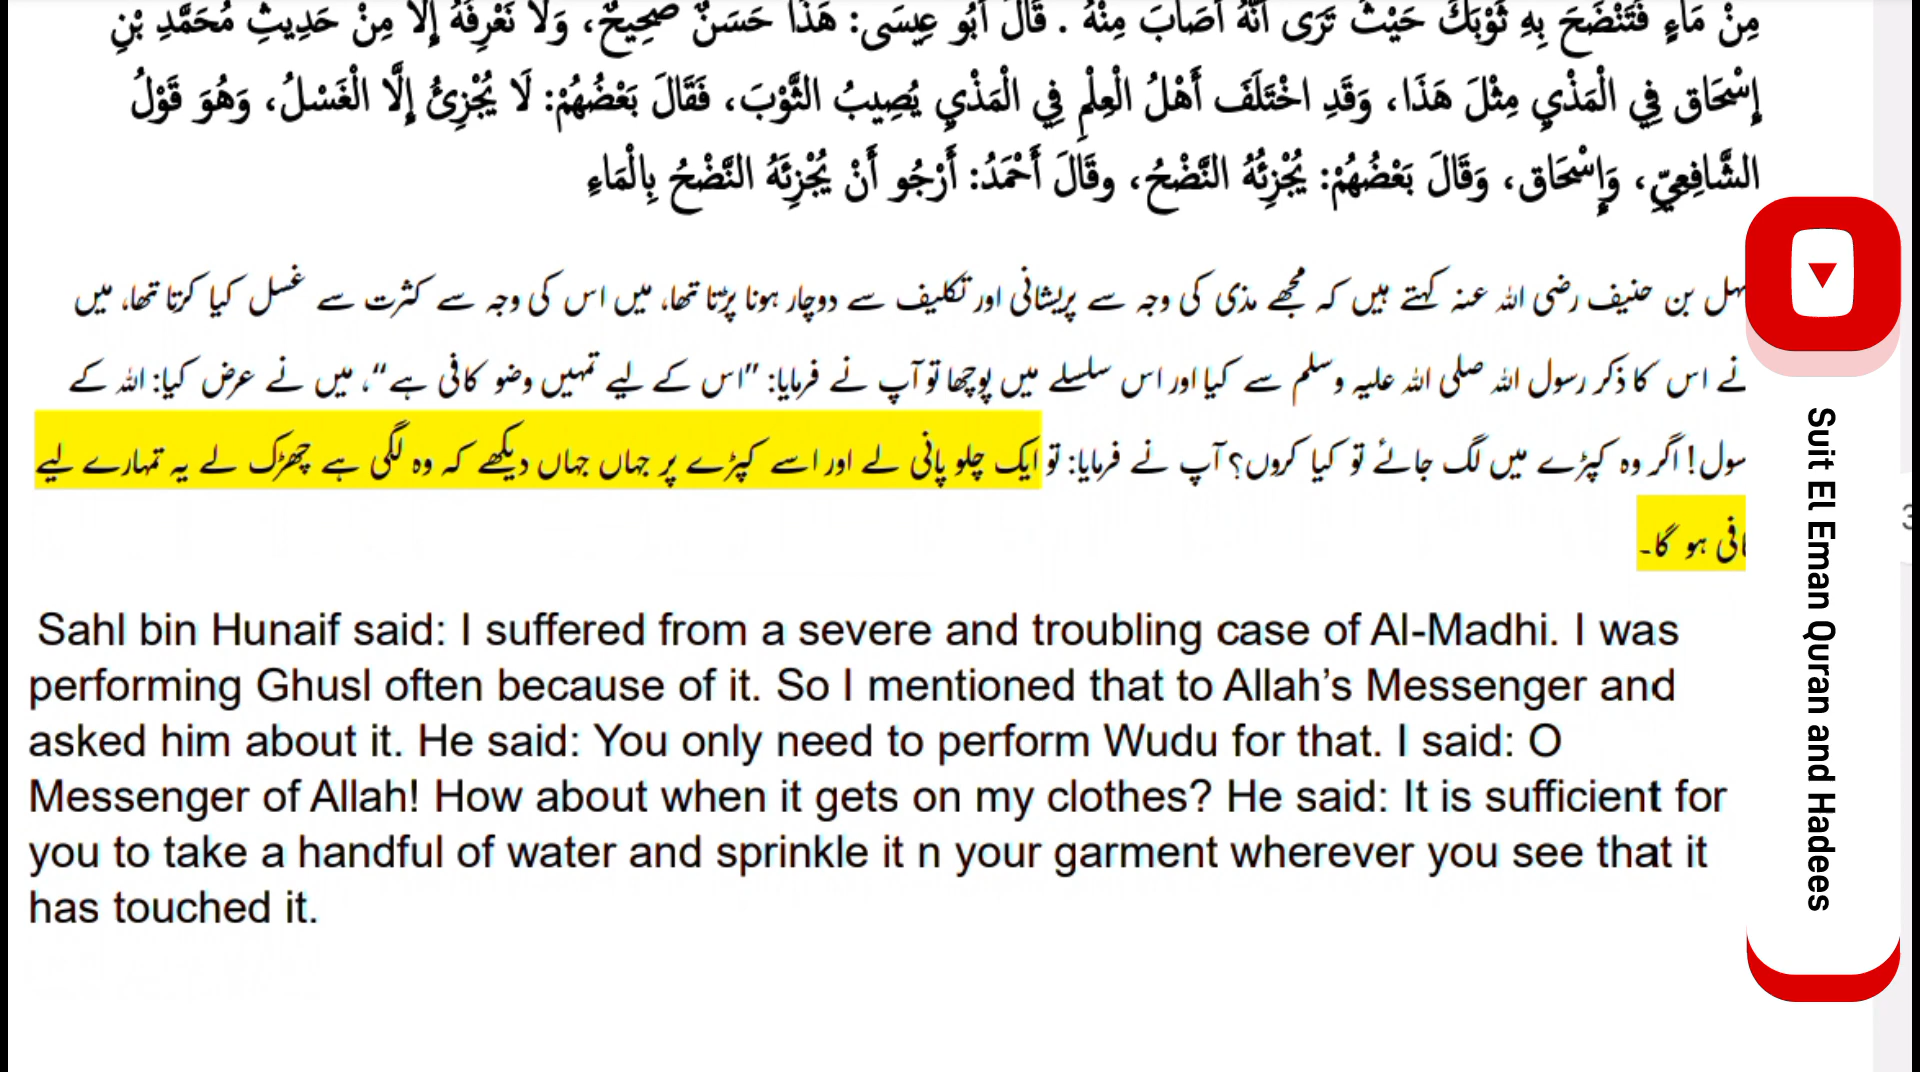 مِنْ مَاءٍ فَتَنْضَحَ بِهِ ثَوْبَكَ حَيْثُ تَرَى أَنَّهُ أَصَابَ مِنْهُ . قَالَ أَبُو عِيسَى: هَذَا حَسَنٌ صَحِيحٌ، وَلَا نَعْرِفُهُ إِلَّا مِنْ حَدِيثِ مُحَمَّدِ بْنِ
إِسْحَاق فِي الْمَذْيِ مِثْلَ هَذَا، وَقَدِ اخْتَلَفَ أَهْلُ الْعِلْمِ فِي الْمَذْيِ يُصِيبُ الثَّوْبَ، فَقَالَ بَعْضُهُمْ: لَا يُجْزِئُ إِلَّا الْغَسْلُ، وَهُوَ قَوْلُ
الشَّافِعِيِّ، وَإِسْحَاق، وَقَالَ بَعْضُهُمْ: يُجْزِئُهُ النَّضْحُ، وقَالَ أَحْمَدُ: أَرْجُو أَنْ يُجْزِئَهُ النَّضْحُ بِالْمَاءِ
بن حنیف رضی الله عنہ کہتے ہیں کہ مجھے مذی کی وجہ سے پریشانی اور تکلیف سے دوچار ہونا پڑتا تھا، میں اس کی وجہ سے کثرت سے غسل کیا کرتا تھا، میں
نے اس کا ذکر رسول اللہ صلی اللہ علیہ وسلم سے کیا اور اس سلسلے میں پوچھا تو آپ نے فرمایا: ”اس کے لیے تمہیں وضو کافی ہے“، میں نے عرض کیا: اللہ کے
سول! اگر وہ کپڑے میں لگ جائے تو کیا کروں؟ آپ نے فرمایا: تو ایک چلو پانی لے اور اسے کپڑے پر جہاں جہاں دیکھے کہ وہ لگی ہے چھڑک لے یہ تمہارے لیے
ہو گا۔
Sahl bin Hunaif said: I suffered from a severe and troubling case of Al-Madhi. I was
performing Ghusl often because of it. So I mentioned that to Allah’s Messenger and
asked him about it. He said: You only need to perform Wudu for that. I said: O
Messenger of Allah! How about when it gets on my clothes? He said: It is sufficient for
you to take a handful of water and sprinkle it n your garment wherever you see that it
has touched it.
Suit El Eman Quran and Hadees